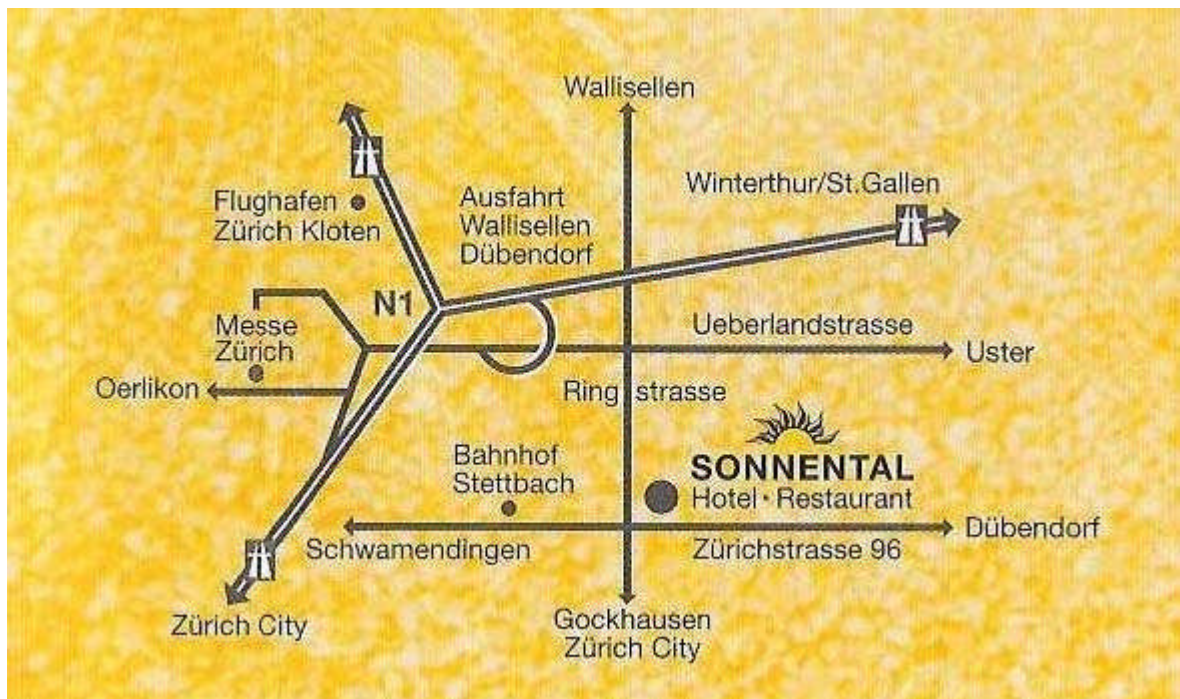 Wallisellen
Winterthur/St.Gallen
Flughafen
Zürich Kloten
Ausfahrt
Wallisellen
Dübendorf
N1
Messe
Zürich
Ueberlandstrasse
Uster
Oerlikon
Ringstrasse
SONNENTAL
Hotel · Restaurant
Bahnhof
Stettbach
Schwamendingen
Zürichstrasse 96
Dübendorf
Zürich City
Gockhausen
Zürich City